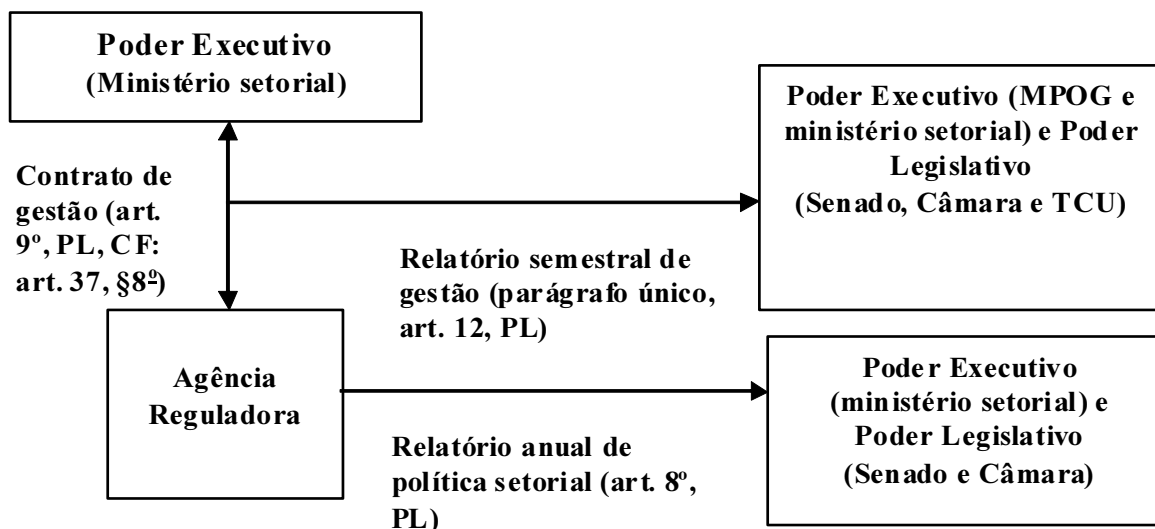 Poder Executivo
(Ministério setorial)
Contrato de
gestão (art.
9º, PL, CF:
art. 37, §8º)
Poder Executivo (MPOG e
ministério setorial) e Poder
Legislativo
(Senado, Câmara e TCU)
Relatório semestral de
gestão (parágrafo único,
art. 12, PL)
Agência
Reguladora
Poder Executivo
(ministério setorial) e
Poder Legislativo
(Senado e Câmara)
Relatório anual de
política setorial (art. 8º,
PL)